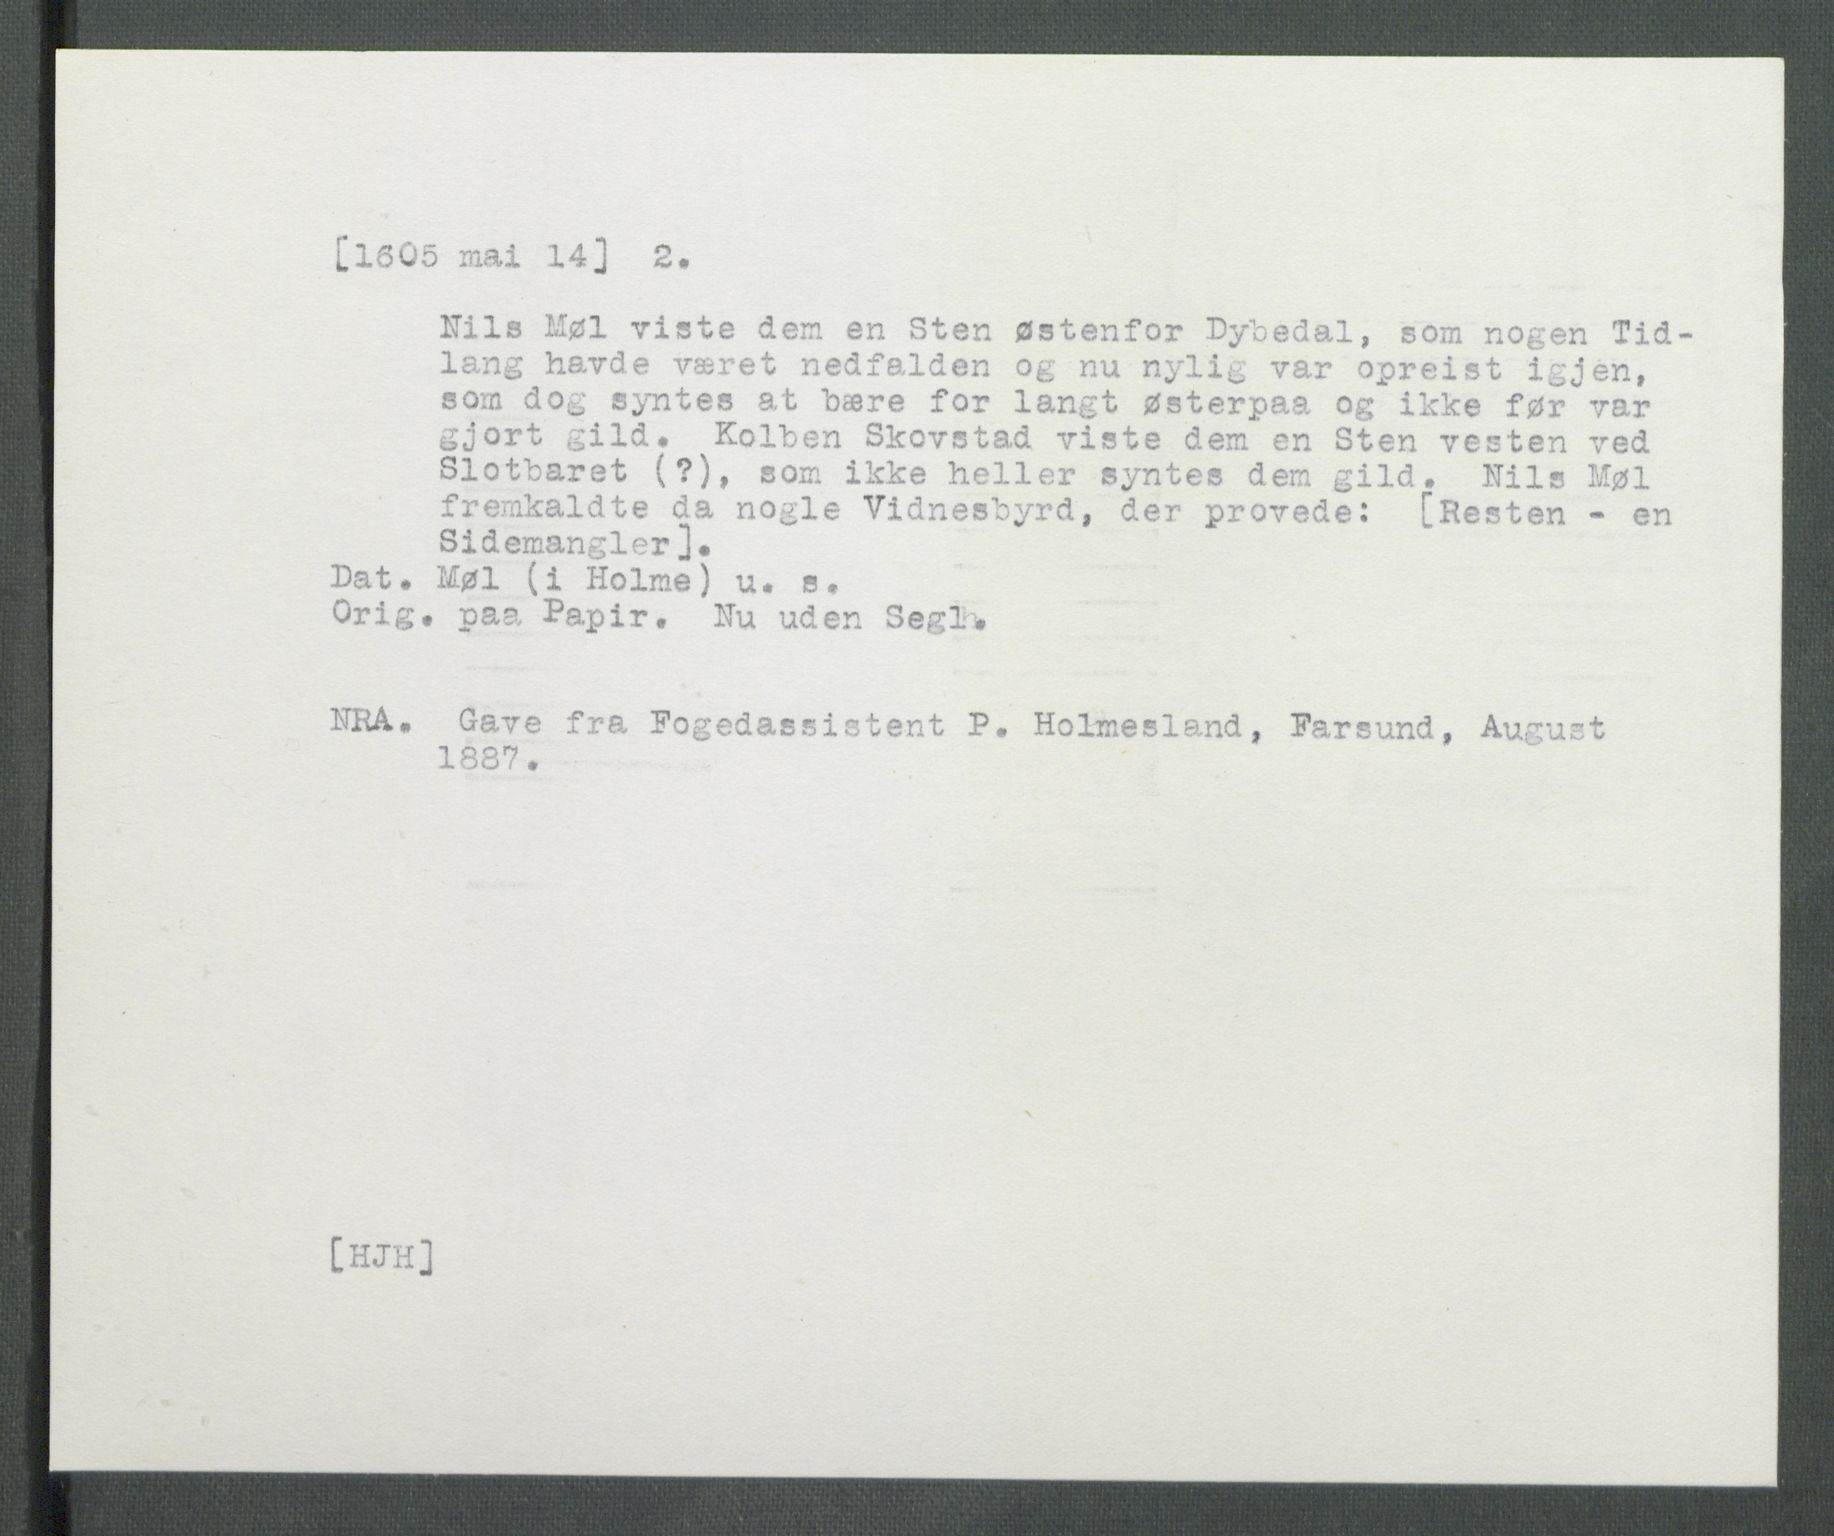 [1605 mai 14]  2.
Nils Møl viste dem en Sten østenfor Dybedal, som nogen Tid-
lang havde været nedfalden og nu nylig var opreist igjen,
som dog syntes at bære for langt østerpaa og ikke før var
gjort gild.  Kolben Skovstad viste dem en Sten vesten ved
Slotbaret (?), som ikke heller syntes dem gild.  Nils Møl
fremkaldte da nogle Vidnesbyrd, der provede:  [Resten - en
Sidemangler].
Dat. Møl (i Holme) u. s.
Orig. paa Papir.  Nu uden Seglh.
NRA.  Gave fra Fogedassistent P. Holmesland, Farsund, August
1887.
[HJH]